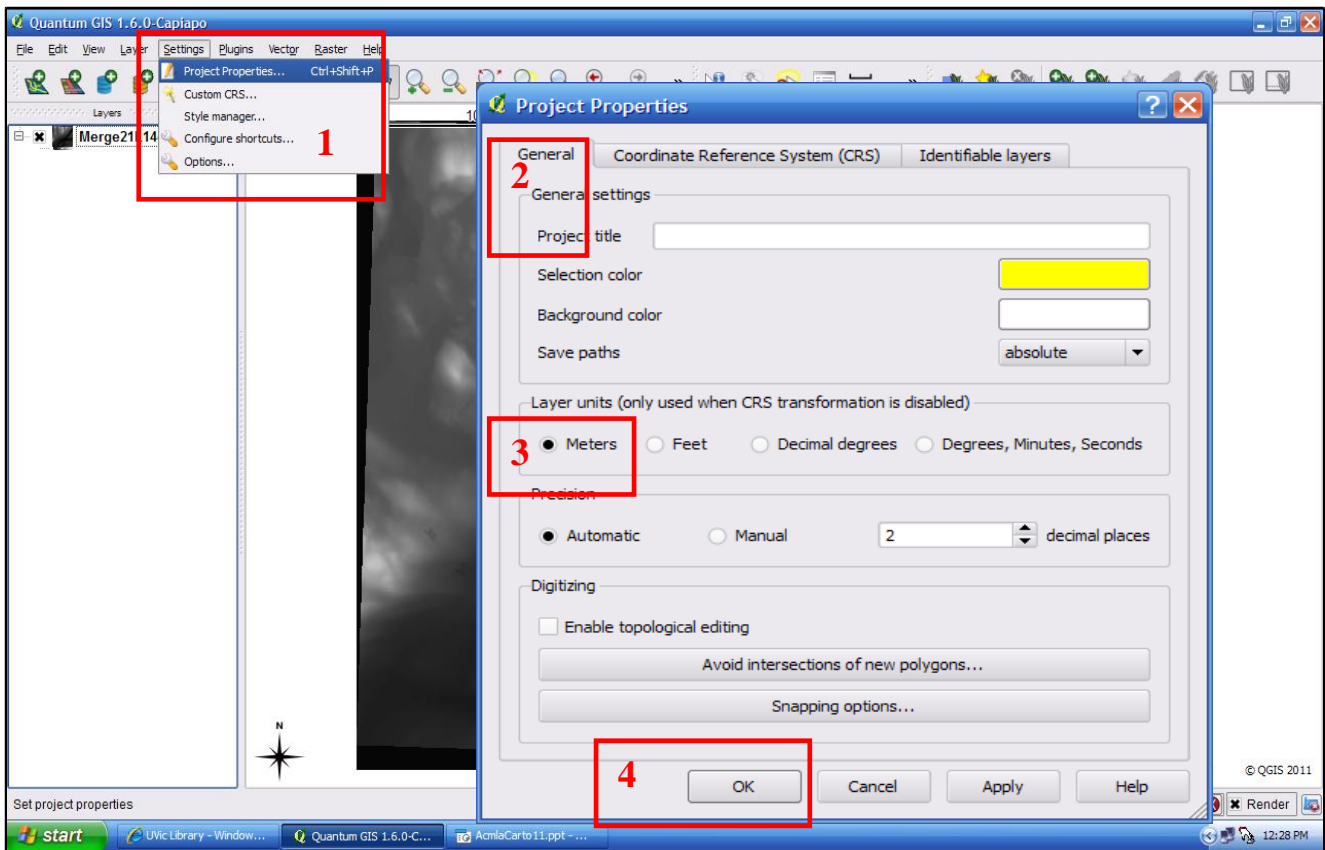 Quantum GIS 1.6.0-Capiapo
File Edit View Layer Settings Plugins Vector Raster Help
Project Properties... Ctrl+Shift+P
Custom CRS...
Style manager...
Configure shortcuts...
Options...
1
Layers
Merge21L14
10
Project Properties
General Coordinate Reference System (CRS) Identifiable layers
2
General settings
Project title
Selection color
Background color
Save paths absolute
Layer units (only used when CRS transformation is disabled)
3 Meters Feet Decimal degrees Degrees, Minutes, Seconds
Precision
Automatic Manual 2 decimal places
Digitizing
Enable topological editing
Avoid intersections of new polygons...
Snapping options...
4
OK Cancel Apply Help
N
© QGIS 2011
Set project properties
Render
start UVic Library - Window... Quantum GIS 1.6.0-C... AcmlaCarto11.ppt - ... 12:28 PM